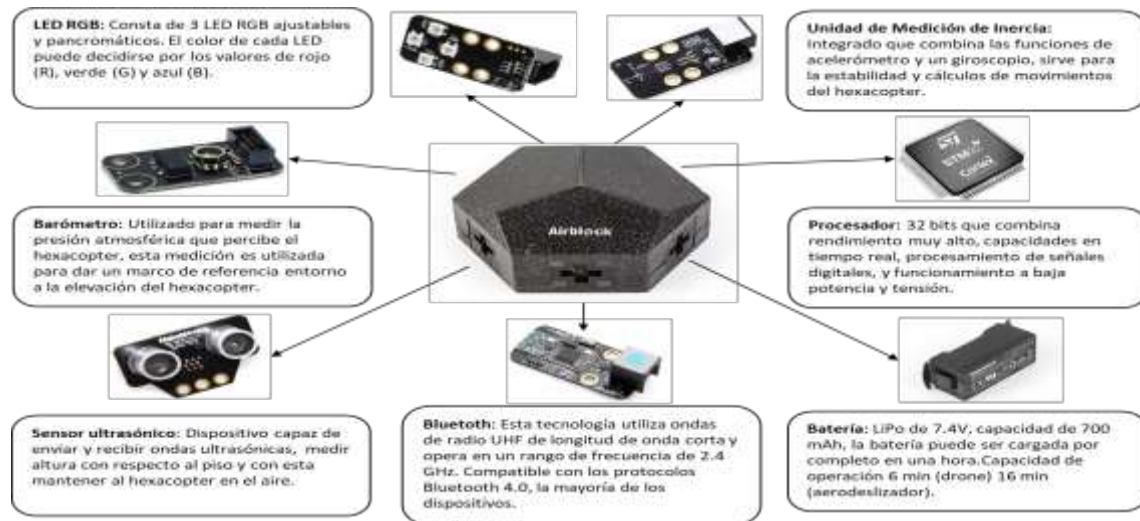 LED RGB: Consta de 3 LED RGB ajustables
y pancromáticos. El color de cada LED
puede decidirse por los valores de rojo
(R), verde (G) y azul (B).
Unidad de Medición de Inercia:
Integrado que combina las funciones de
acelerómetro y un giroscopio, sirve para
la estabilidad y cálculos de movimientos
del hexacopter.
Airblock
Barómetro: Utilizado para medir la
presión atmosférica que percibe el
hexacopter, esta medición es utilizada
para dar un marco de referencia entorno
a la elevación del hexacopter.
Procesador: 32 bits que combina
rendimiento muy alto, capacidades en
tiempo real, procesamiento de señales
digitales, y funcionamiento a baja
potencia y tensión.
Sensor ultrasónico: Dispositivo capaz de
enviar y recibir ondas ultrasónicas, medir
altura con respecto al piso y con esta
mantener al hexacopter en el aire.
Bluetoth: Esta tecnología utiliza ondas
de radio UHF de longitud de onda corta y
opera en un rango de frecuencia de 2.4
GHz. Compatible con los protocolos
Bluetooth 4.0, la mayoría de los
dispositivos.
Batería: LiPo de 7.4V, capacidad de 700
mAh, la batería puede ser cargada por
completo en una hora.Capacidad de
operación 6 min (drone) 16 min
(aerodeslizador).